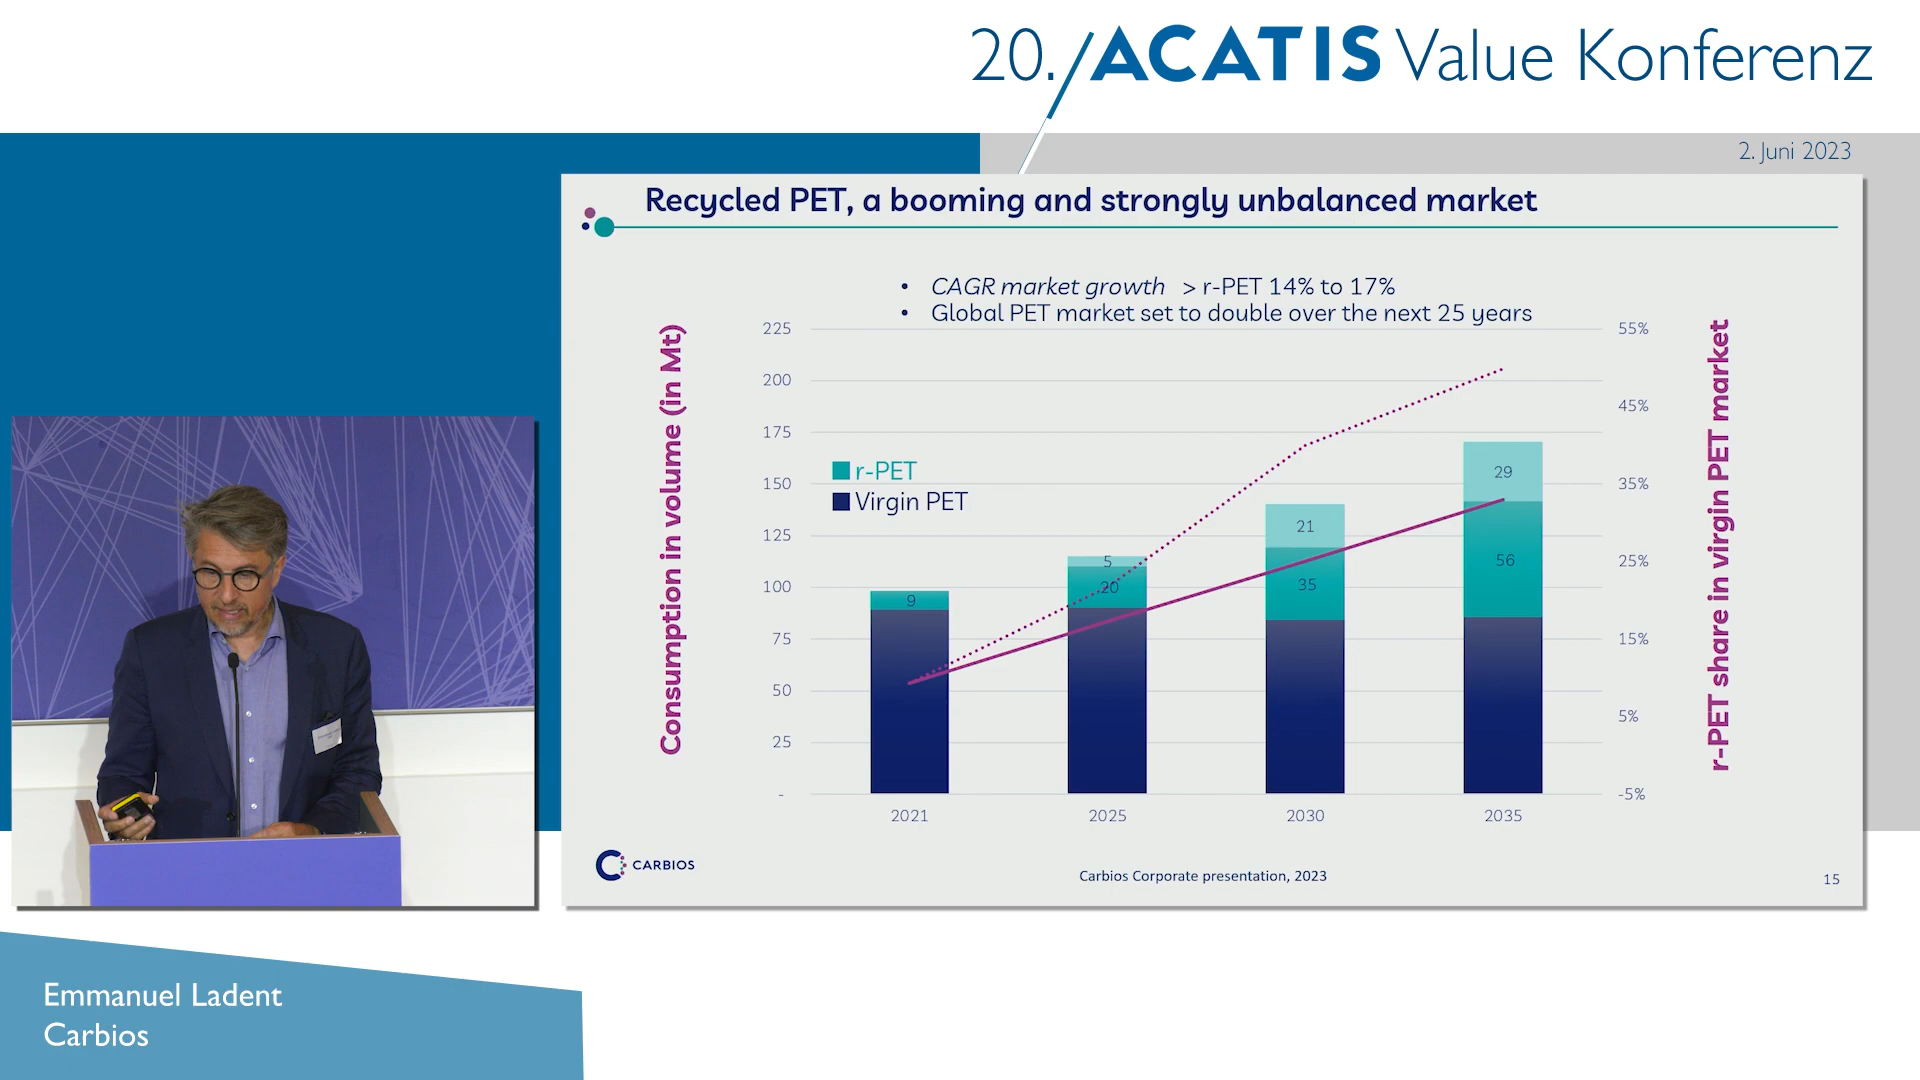 20. ACATIS Value Konferenz
2. Juni 2023
Recycled PET, a booming and strongly unbalanced market
• CAGR market growth > r-PET 14% to 17%
• Global PET market set to double over the next 25 years
Consumption in volume (in Mt)
225
200
175
150
125
100
75
50
25
-
r-PET
Virgin PET
9
5
20
21
35
29
56
55%
45%
35%
25%
15%
5%
-5%
r-PET share in virgin PET market
2021
2025
2030
2035
CARBIOS
Carbios Corporate presentation, 2023
15
Emmanuel Ladent
Carbios